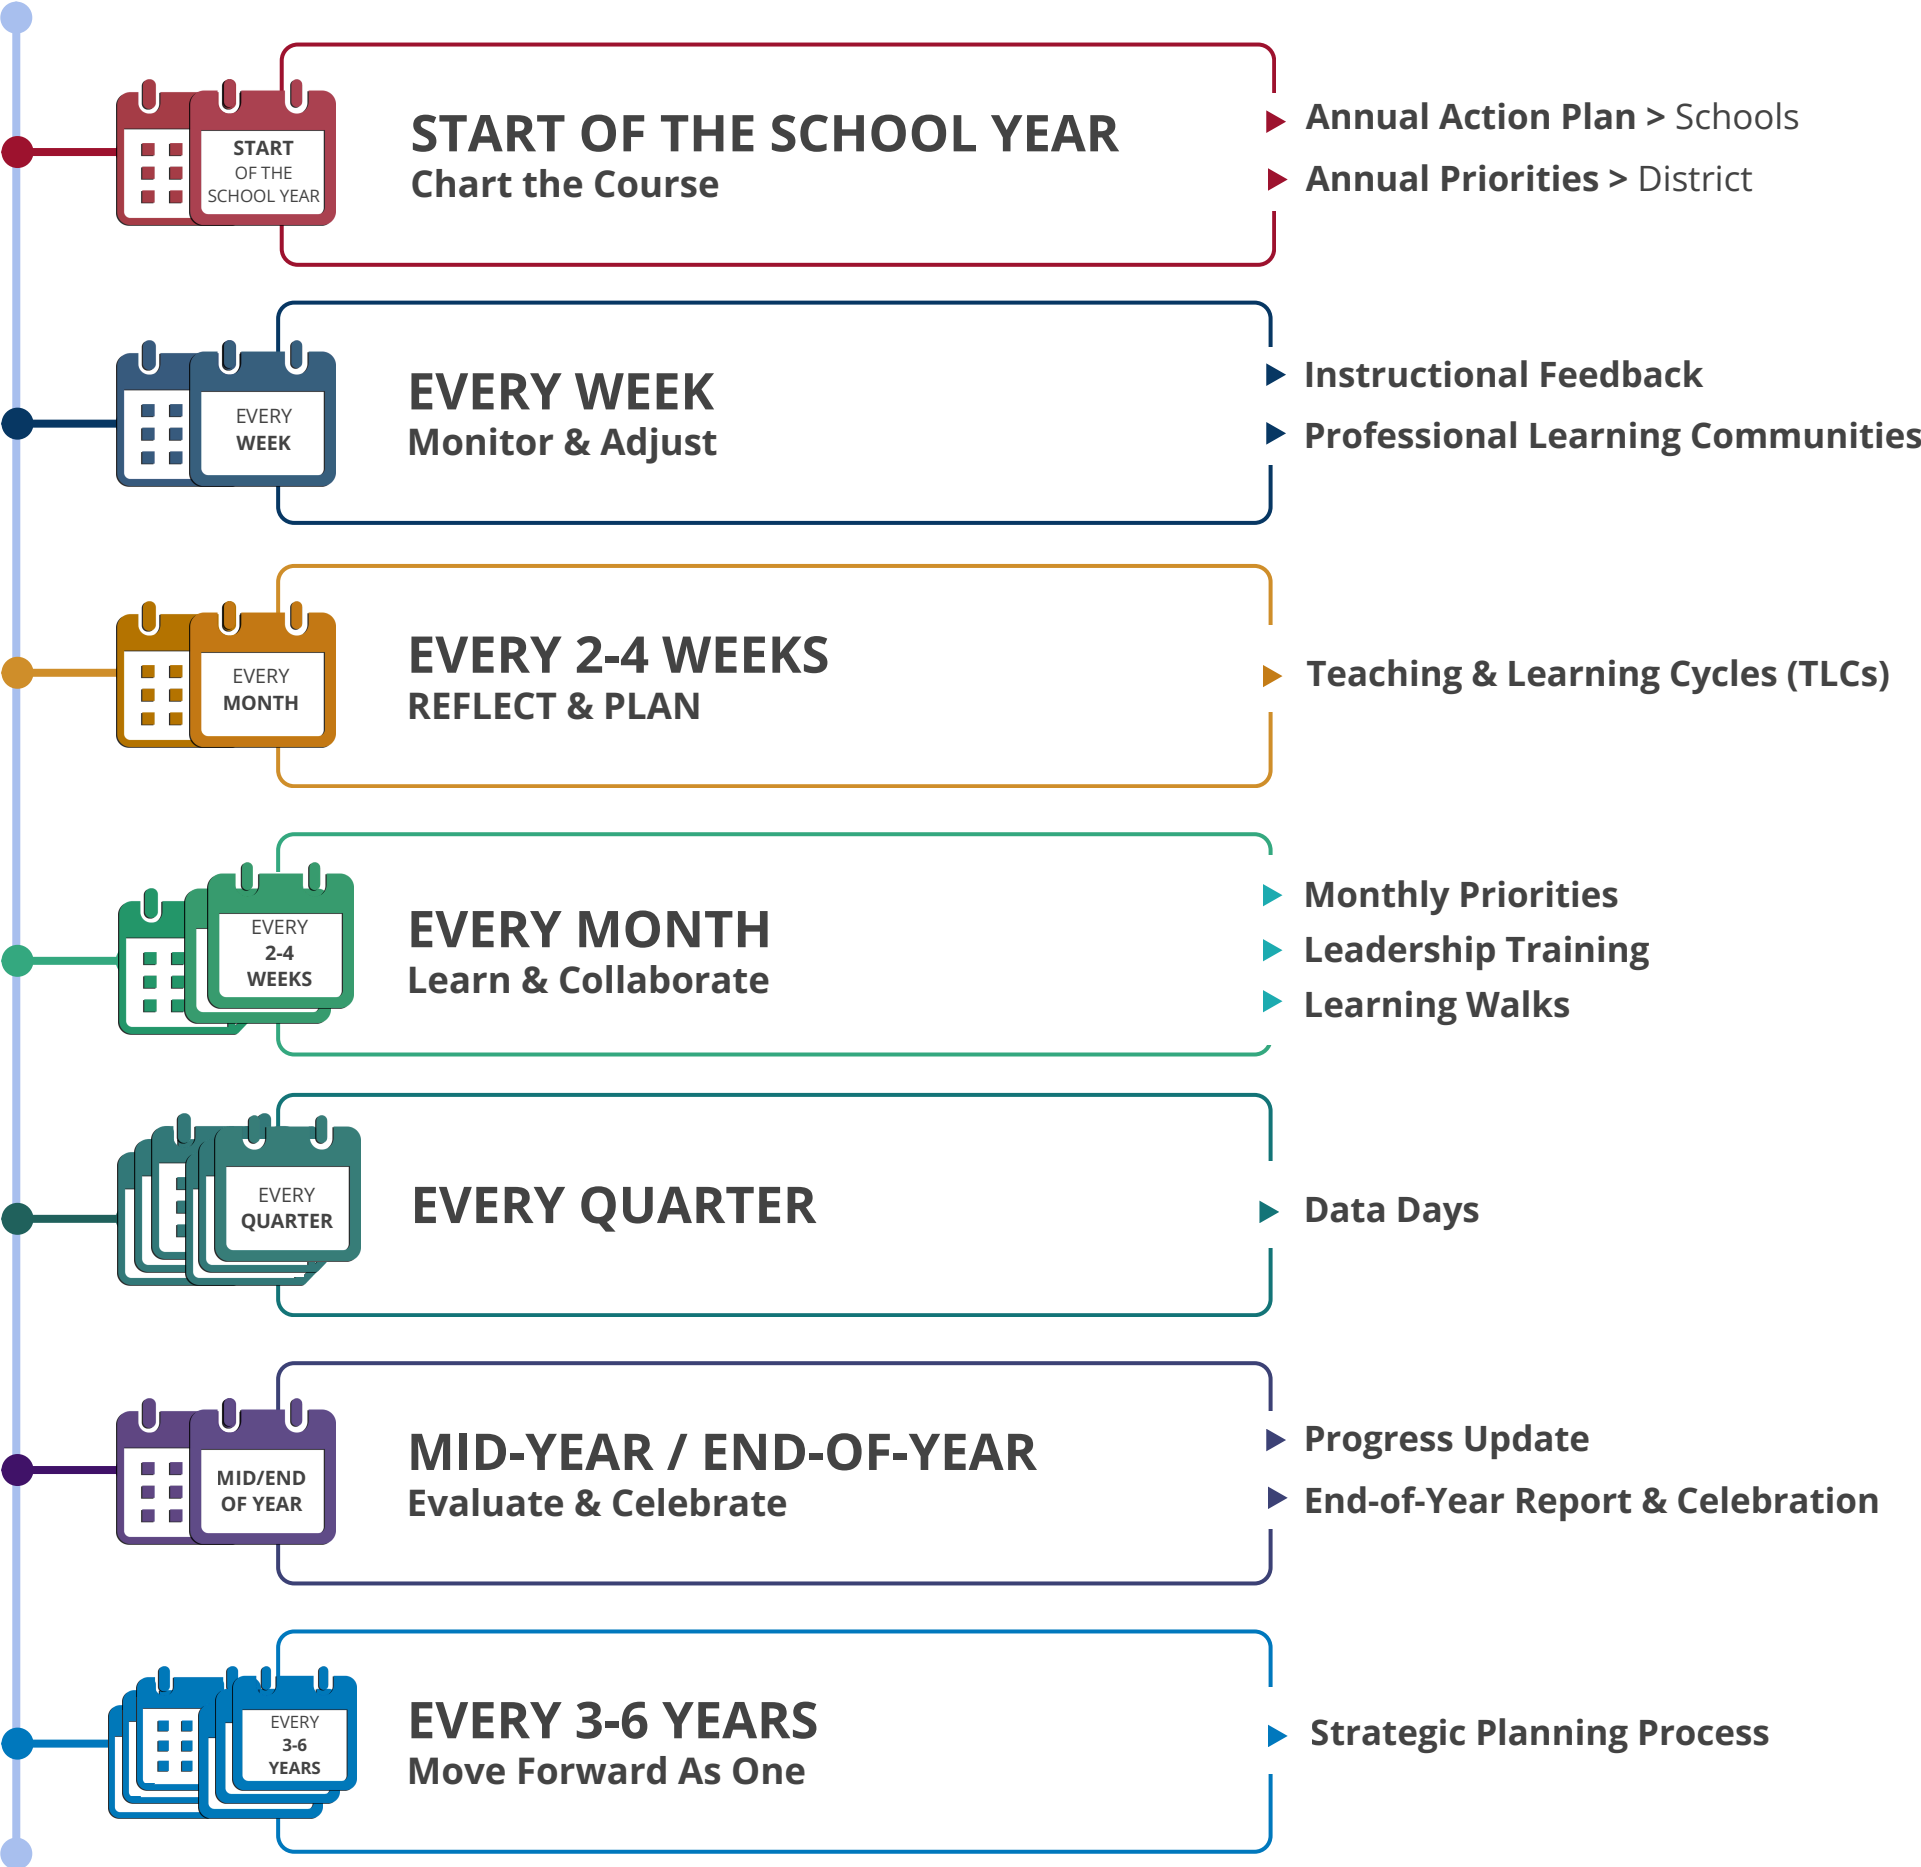 START
OF THE
SCHOOL YEAR
START OF THE SCHOOL YEAR
Chart the Course
Annual Action Plan > Schools
Annual Priorities > District
EVERY
WEEK
EVERY WEEK
Monitor & Adjust
Instructional Feedback
Professional Learning Communities
EVERY
MONTH
EVERY 2-4 WEEKS
REFLECT & PLAN
Teaching & Learning Cycles (TLCs)
EVERY
2-4
WEEKS
EVERY MONTH
Learn & Collaborate
Monthly Priorities
Leadership Training
Learning Walks
EVERY
QUARTER
EVERY QUARTER
Data Days
MID/END
OF YEAR
MID-YEAR / END-OF-YEAR
Evaluate & Celebrate
Progress Update
End-of-Year Report & Celebration
EVERY
3-6
YEARS
EVERY 3-6 YEARS
Move Forward As One
Strategic Planning Process